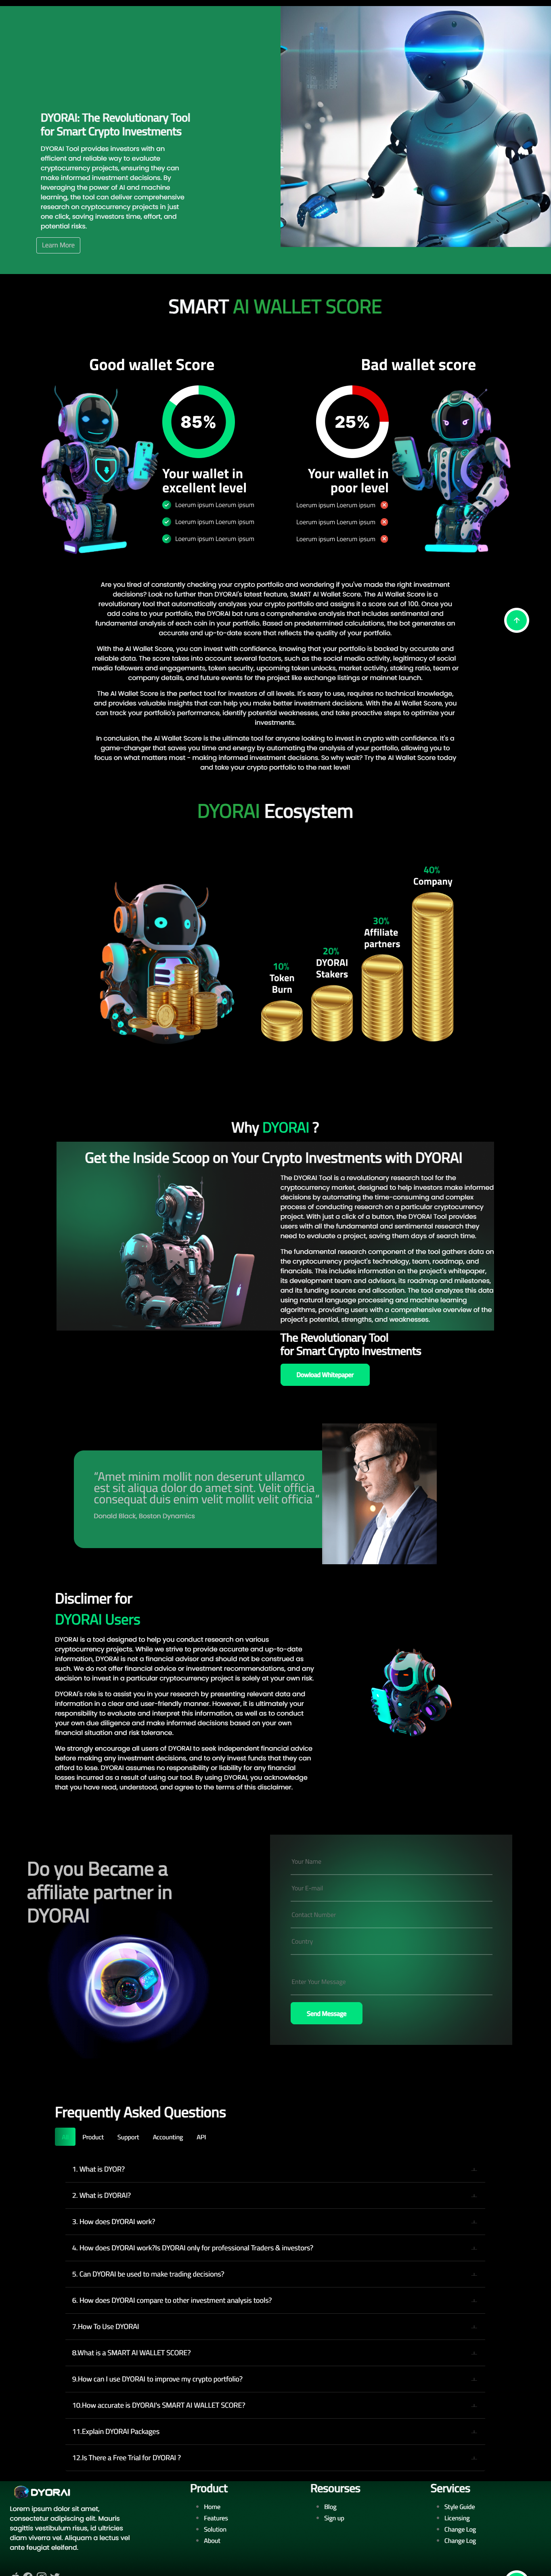 DYORAI: The Revolutionary Tool
for Smart Crypto Investments
DYORAI Tool provides investors with an
efficient and reliable way to evaluate
cryptocurrency projects, ensuring they can
make informed investment decisions. By
leveraging the power of AI and machine
learning, the tool can deliver comprehensive
research on cryptocurrency projects in just
one click, saving investors time, effort, and
potential risks.
Learn More
SMART AI WALLET SCORE
Good wallet Score
85%
Your wallet in
excellent level
Loerum ipsum Loerum ipsum
Loerum ipsum Loerum ipsum
Loerum ipsum Loerum ipsum
Bad wallet score
25%
Your wallet in
poor level
Loerum ipsum Loerum ipsum
Loerum ipsum Loerum ipsum
Loerum ipsum Loerum ipsum
Are you tired of constantly checking your crypto portfolio and wondering if you've made the right investment
decisions? Look no further than DYORAI's latest feature, SMART AI Wallet Score. The AI Wallet Score is a
revolutionary tool that automatically analyzes your crypto portfolio and assigns it a score out of 100. Once you
add coins to your portfolio, the DYORAI bot runs a comprehensive analysis that includes sentimental and
fundamental analysis of each coin in your portfolio. Based on predetermined calculations, the bot generates an
accurate and up-to-date score that reflects the quality of your portfolio.
With the AI Wallet Score, you can invest with confidence, knowing that your portfolio is backed by accurate and
reliable data. The score takes into account several factors, such as the social media activity, legitimacy of social
media followers and engagements, token security, upcoming token unlocks, market activity, staking ratio, team or
company details, and future events for the project like exchange listings or mainnet launch.
The AI Wallet Score is the perfect tool for investors of all levels. It's easy to use, requires no technical knowledge,
and provides valuable insights that can help you make better investment decisions. With the AI Wallet Score, you
can track your portfolio's performance, identify potential weaknesses, and take proactive steps to optimize your
investments.
In conclusion, the AI Wallet Score is the ultimate tool for anyone looking to invest in crypto with confidence. It's a
game-changer that saves you time and energy by automating the analysis of your portfolio, allowing you to
focus on what matters most - making informed investment decisions. So why wait? Try the AI Wallet Score today
and take your crypto portfolio to the next level!
DYORAI Ecosystem
10%
Token
Burn
20%
DYORAI
Stakers
30%
Affiliate
partners
40%
Company
Why DYORAI ?
Get the Inside Scoop on Your Crypto Investments with DYORAI
The DYORAI Tool is a revolutionary research tool for the
cryptocurrency market, designed to help investors make informed
decisions by automating the time-consuming and complex
process of conducting research on a particular cryptocurrency
project. With just a click of a button, the DYORAI Tool provides
users with all the fundamental and sentimental research they
need to evaluate a project, saving them days of search time.
The fundamental research component of the tool gathers data on
the cryptocurrency project's technology, team, roadmap, and
financials. This includes information on the project's whitepaper,
its development team and advisors, its roadmap and milestones,
and its funding sources and allocation. The tool analyzes this data
using natural language processing and machine learning
algorithms, providing users with a comprehensive overview of the
project's potential, strengths, and weaknesses.
The Revolutionary Tool
for Smart Crypto Investments
Dowload Whitepaper
“Amet minim mollit non deserunt ullamco
est sit aliqua dolor do amet sint. Velit officia
consequat duis enim velit mollit velit officia “
Donald Black, Boston Dynamics
Disclimer for
DYORAI Users
DYORAI is a tool designed to help you conduct research on various
cryptocurrency projects. While we strive to provide accurate and up-to-date
information, DYORAI is not a financial advisor and should not be construed as
such. We do not offer financial advice or investment recommendations, and any
decision to invest in a particular cryptocurrency project is solely at your own risk.
DYORAI's role is to assist you in your research by presenting relevant data and
information in a clear and user-friendly manner. However, it is ultimately your
responsibility to evaluate and interpret this information, as well as to conduct
your own due diligence and make informed decisions based on your own
financial situation and risk tolerance.
We strongly encourage all users of DYORAI to seek independent financial advice
before making any investment decisions, and to only invest funds that they can
afford to lose. DYORAI assumes no responsibility or liability for any financial
losses incurred as a result of using our tool. By using DYORAI, you acknowledge
that you have read, understood, and agree to the terms of this disclaimer.
Do you Became a
affiliate partner in
DYORAI
Your Name
Your E-mail
Contact Number
Country
Enter Your Message
Send Message
Frequently Asked Questions
Product Support Accounting API
1. What is DYOR?
2. What is DYORAI?
3. How does DYORAI work?
4. How does DYORAI work?Is DYORAI only for professional Traders & investors?
5. Can DYORAI be used to make trading decisions?
6. How does DYORAI compare to other investment analysis tools?
7.How To Use DYORAI
8.What is a SMART AI WALLET SCORE?
9.How can I use DYORAI to improve my crypto portfolio?
10.How accurate is DYORAI's SMART AI WALLET SCORE?
11.Explain DYORAI Packages
12.Is There a Free Trial for DYORAI ?
DYORAI
Lorem ipsum dolor sit amet,
consectetur adipiscing elit. Mauris
sagittis vestibulum risus, id ultricies
diam viverra vel. Aliquam a lectus vel
ante feugiat eleifend.
Product
Home
Features
Solution
About
Resourses
Blog
Sign up
Services
Style Guide
Licensing
Change Log
Change Log